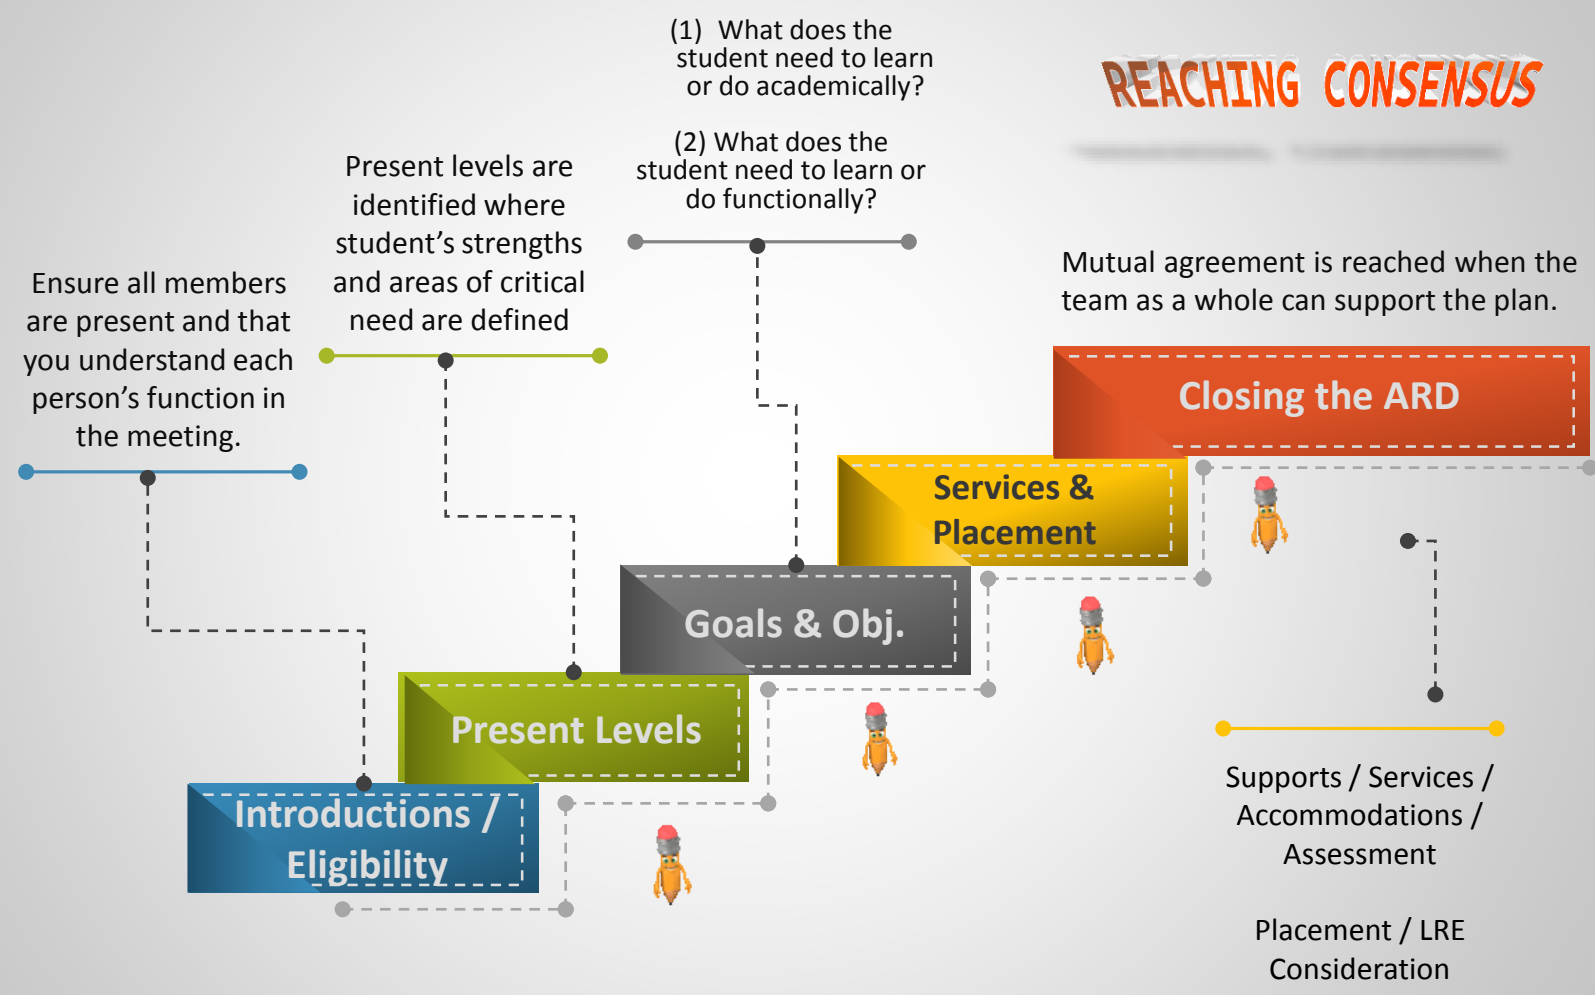 REACHING CONSENSUS
(1) What does the
student need to learn
or do academically?
(2) What does the
student need to learn or
do functionally?
Present levels are
identified where
student's strengths
and areas of critical
need are defined
Ensure all members
are present and that
you understand each
person's function in
the meeting.
Mutual agreement is reached when the
team as a whole can support the plan.
Closing the ARD
Services &
Placement
Goals & Obj.
Present Levels
Introductions /
Eligibility
Supports / Services /
Accommodations /
Assessment
Placement / LRE
Consideration